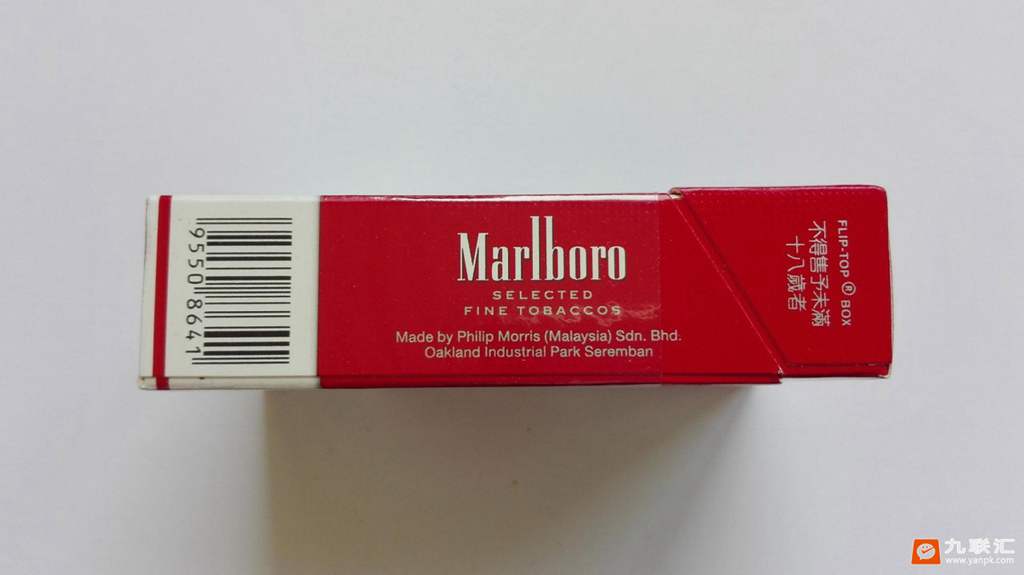 95508641
Marlboro
SELECTED
FINE TOBACCOS
Made by Philip Morris (Malaysia) Sdn. Bhd.
Oakland Industrial Park Seremban
FLIP-TOP ® BOX
不得售予未滿
十八歲者
九联汇
www.yanpk.com